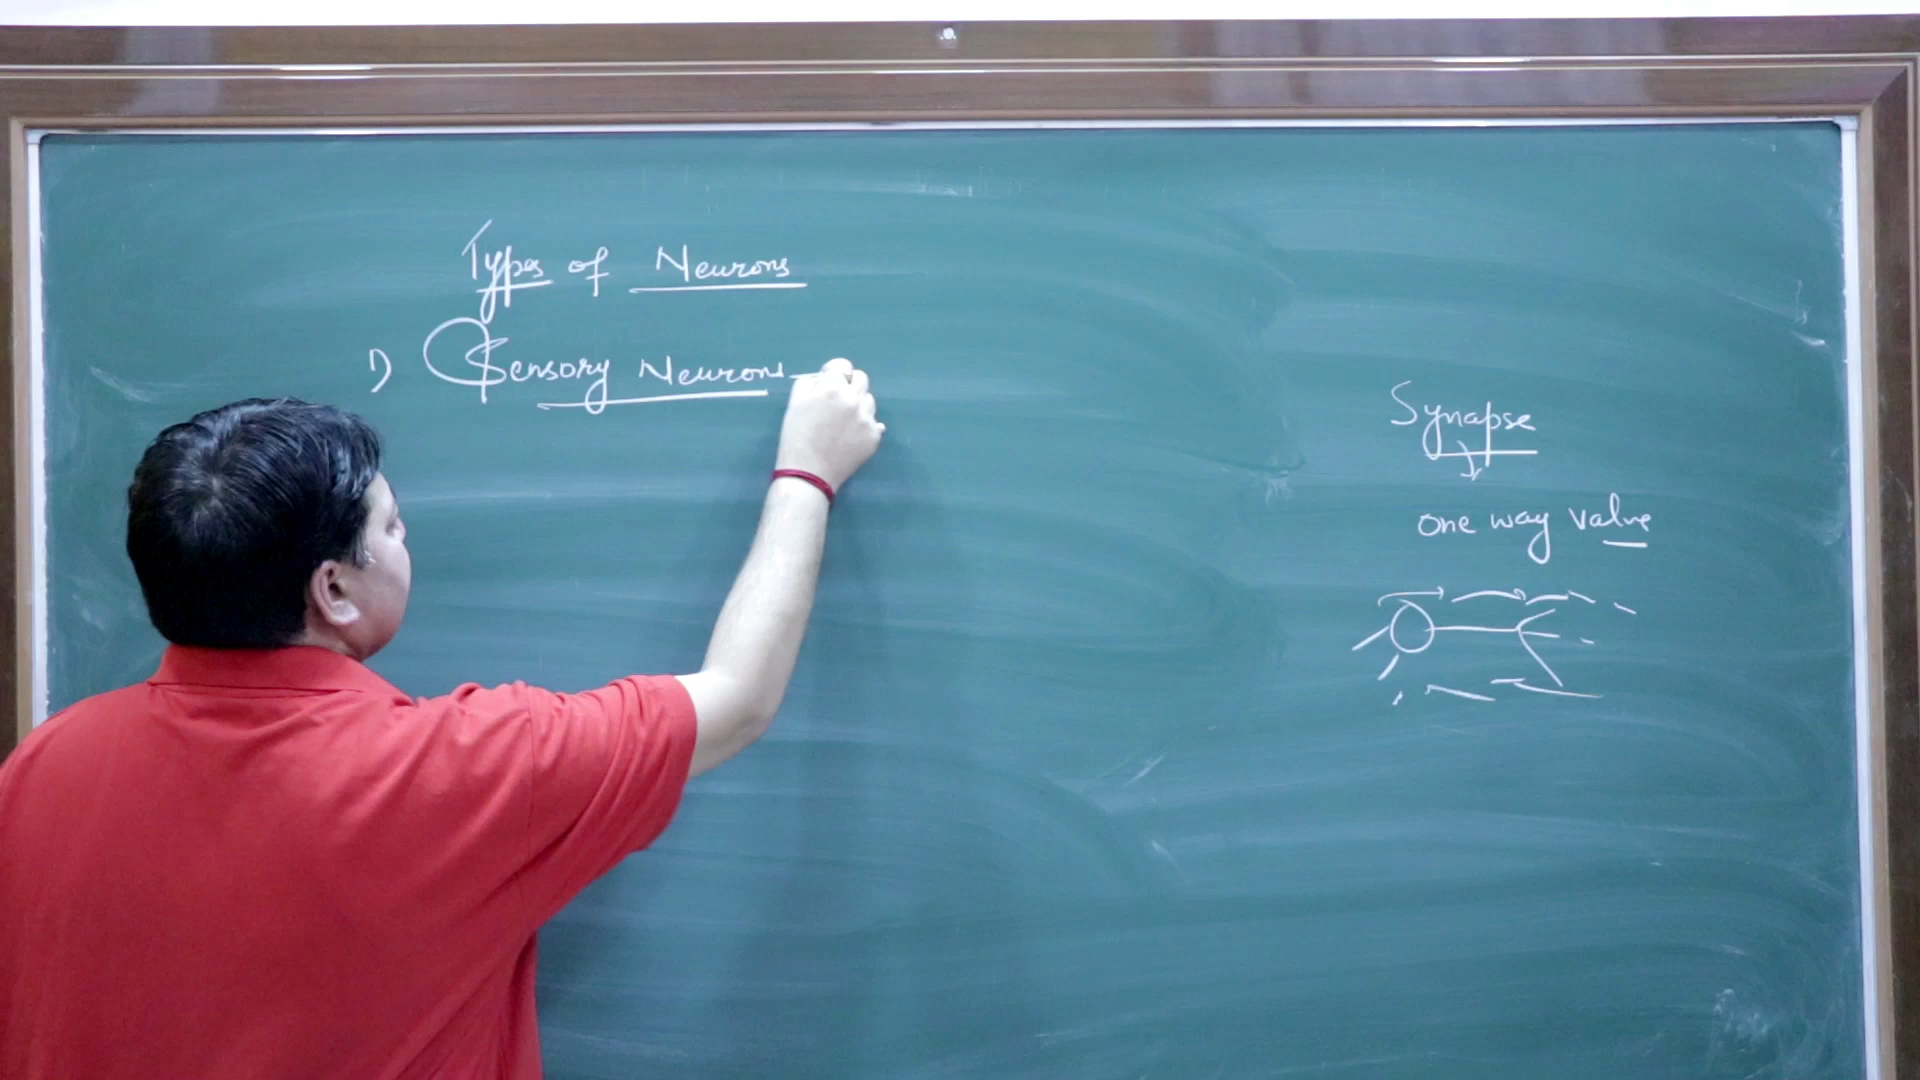 Types of Neurons
1) Sensory Neurons -
Synapse
one way valve